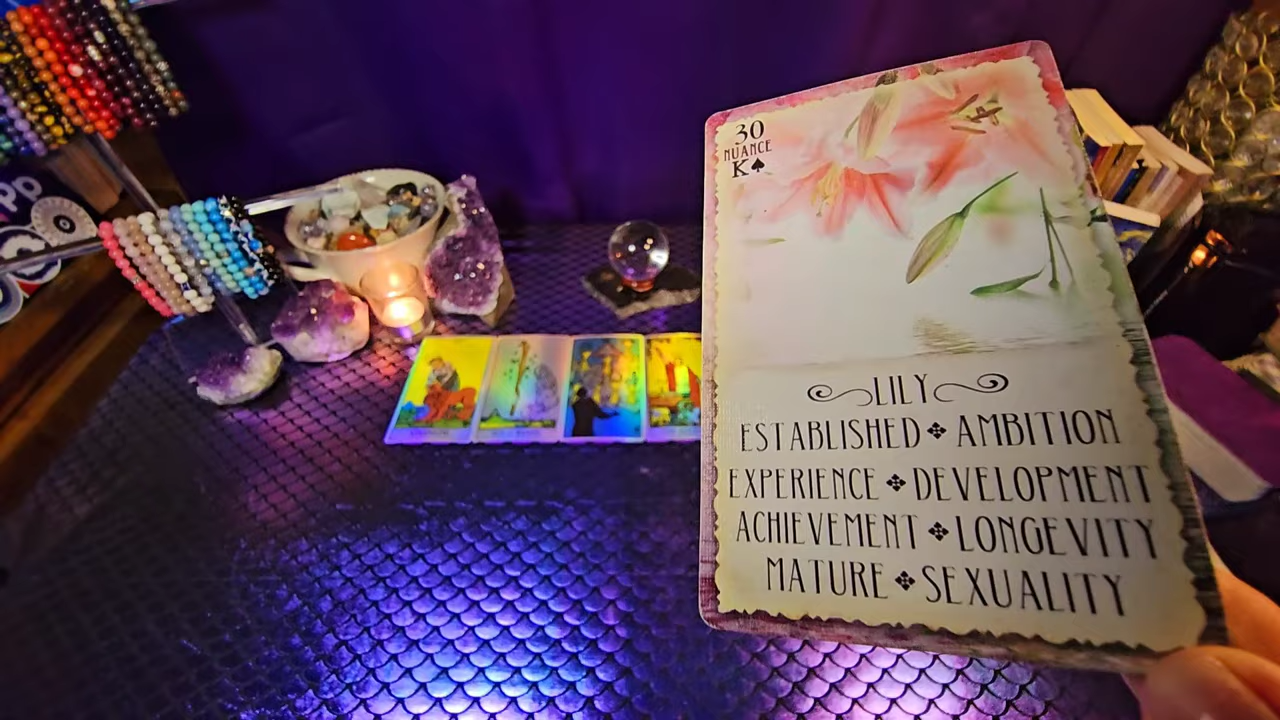 30
NUANCE
K♠
LILY
ESTABLISHED ✥ AMBITION
EXPERIENCE ✥ DEVELOPMENT
ACHIEVEMENT ✥ LONGEVITY
MATURE ✥ SEXUALITY